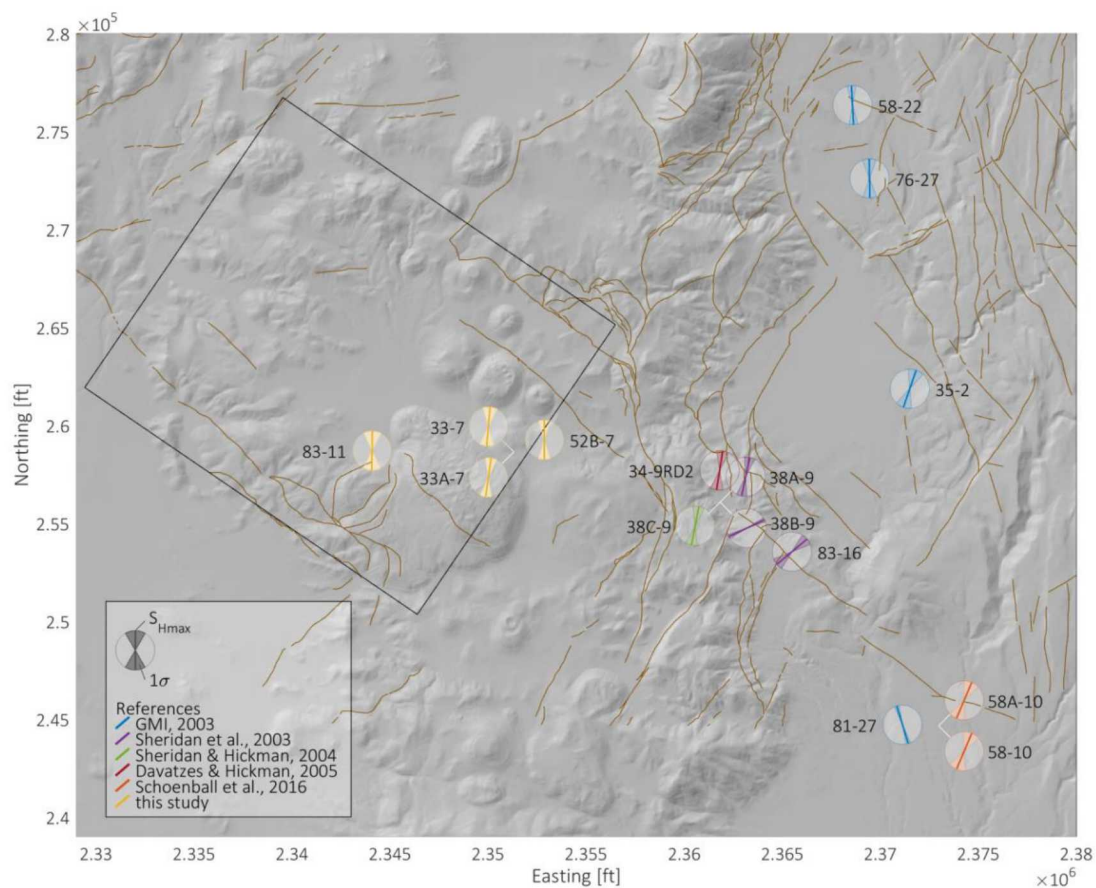 ×10⁵
2.8
2.75
2.7
2.65
2.6
2.55
2.5
2.45
2.4
Northing [ft]
58-22
76-27
35-2
33-7
52B-7
83-11
33A-7
34-9RD2
38A-9
38C-9
38B-9
83-16
58A-10
81-27
58-10
S_Hmax
1σ
References
GMI, 2003
Sheridan et al., 2003
Sheridan & Hickman, 2004
Davatzes & Hickman, 2005
Schoenball et al., 2016
this study
2.33 2.335 2.34 2.345 2.35 2.355 2.36 2.365 2.37 2.375 2.38
Easting [ft]
×10⁶